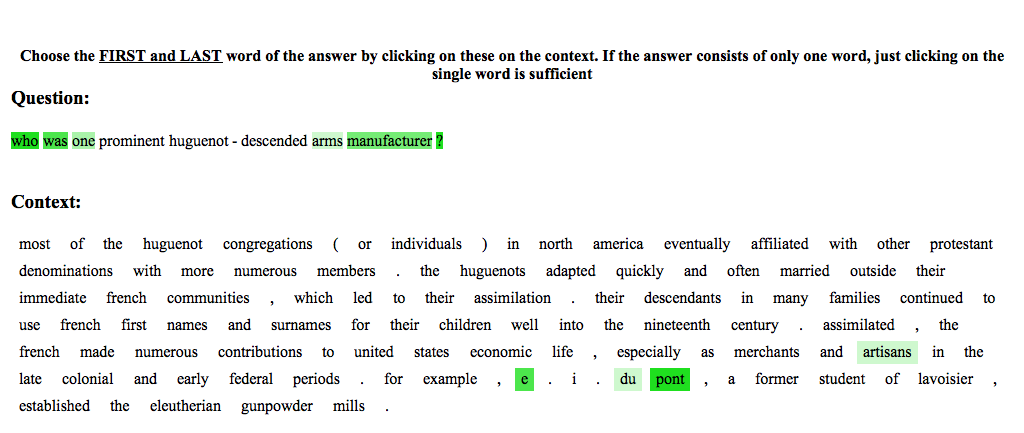 Choose the FIRST and LAST word of the answer by clicking on these on the context. If the answer consists of only one word, just clicking on the
single word is sufficient
Question:
who was one prominent huguenot - descended arms manufacturer ?
Context:
most of the huguenot congregations ( or individuals ) in north america eventually affiliated with other protestant
denominations with more numerous members . the huguenots adapted quickly and often married outside their
immediate french communities , which led to their assimilation . their descendants in many families continued to
use french first names and surnames for their children well into the nineteenth century . assimilated , the
french made numerous contributions to united states economic life , especially as merchants and artisans in the
late colonial and early federal periods . for example , e . i . du pont , a former student of lavoisier ,
established the eleutherian gunpowder mills .